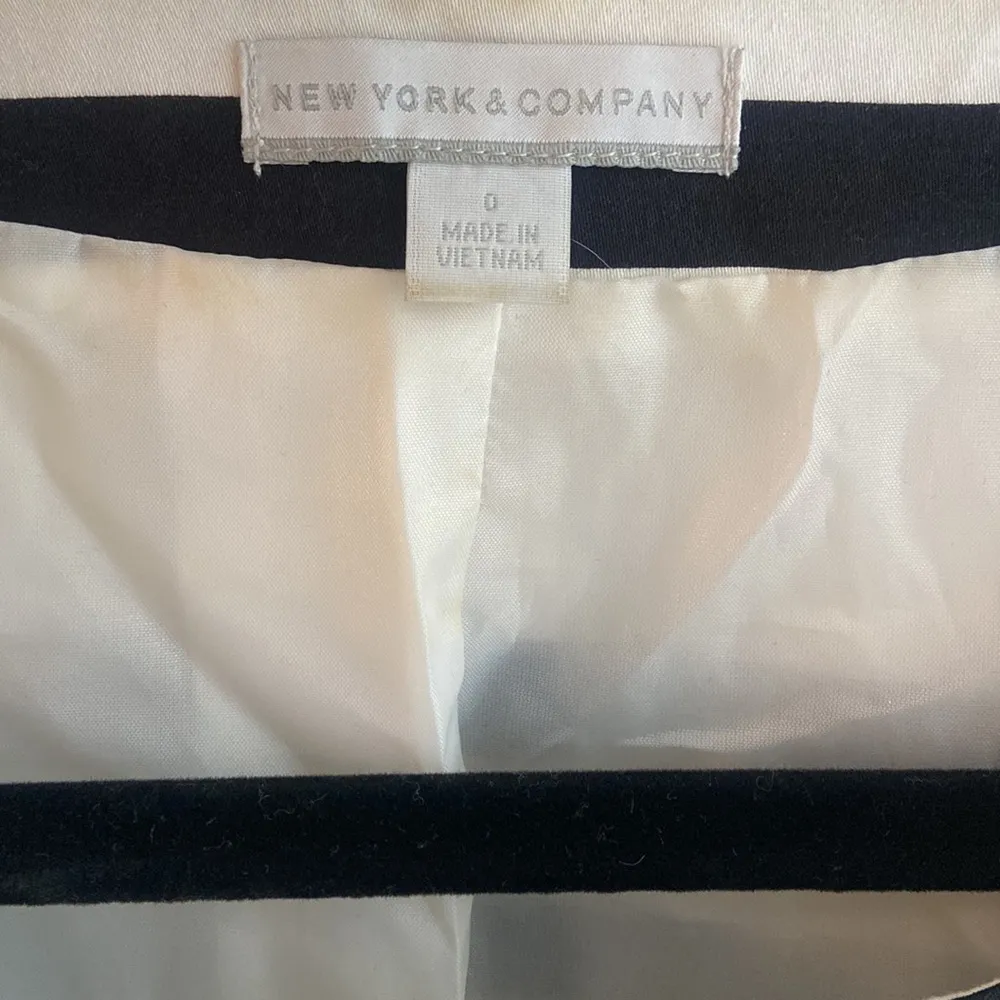 NEW YORK & COMPANY
0
MADE IN
VIETNAM